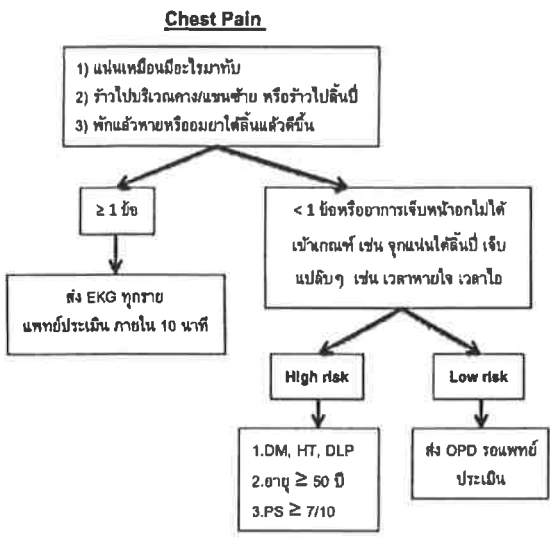 Chest Pain
1) แน่นเหมือนมีอะไรมาทับ
2) ร้าวไปบริเวณคาง/แขนซ้าย หรือร้าวไปลิ้นปี่
3) พักแล้วหายหรืออมยาใต้ลิ้นแล้วดีขึ้น
≥ 1 ข้อ
< 1 ข้อหรืออาการเจ็บหน้าอกไม่ได้
เข้าเกณฑ์ เช่น จุกแน่นใต้ลิ้นปี่ เจ็บ
แปล๊บๆ เช่น เวลาหายใจ เวลาไอ
ส่ง EKG ทุกราย
แพทย์ประเมิน ภายใน 10 นาที
High risk
Low risk
1.DM, HT, DLP
2.อายุ ≥ 50 ปี
3.PS ≥ 7/10
ส่ง OPD รอแพทย์
ประเมิน